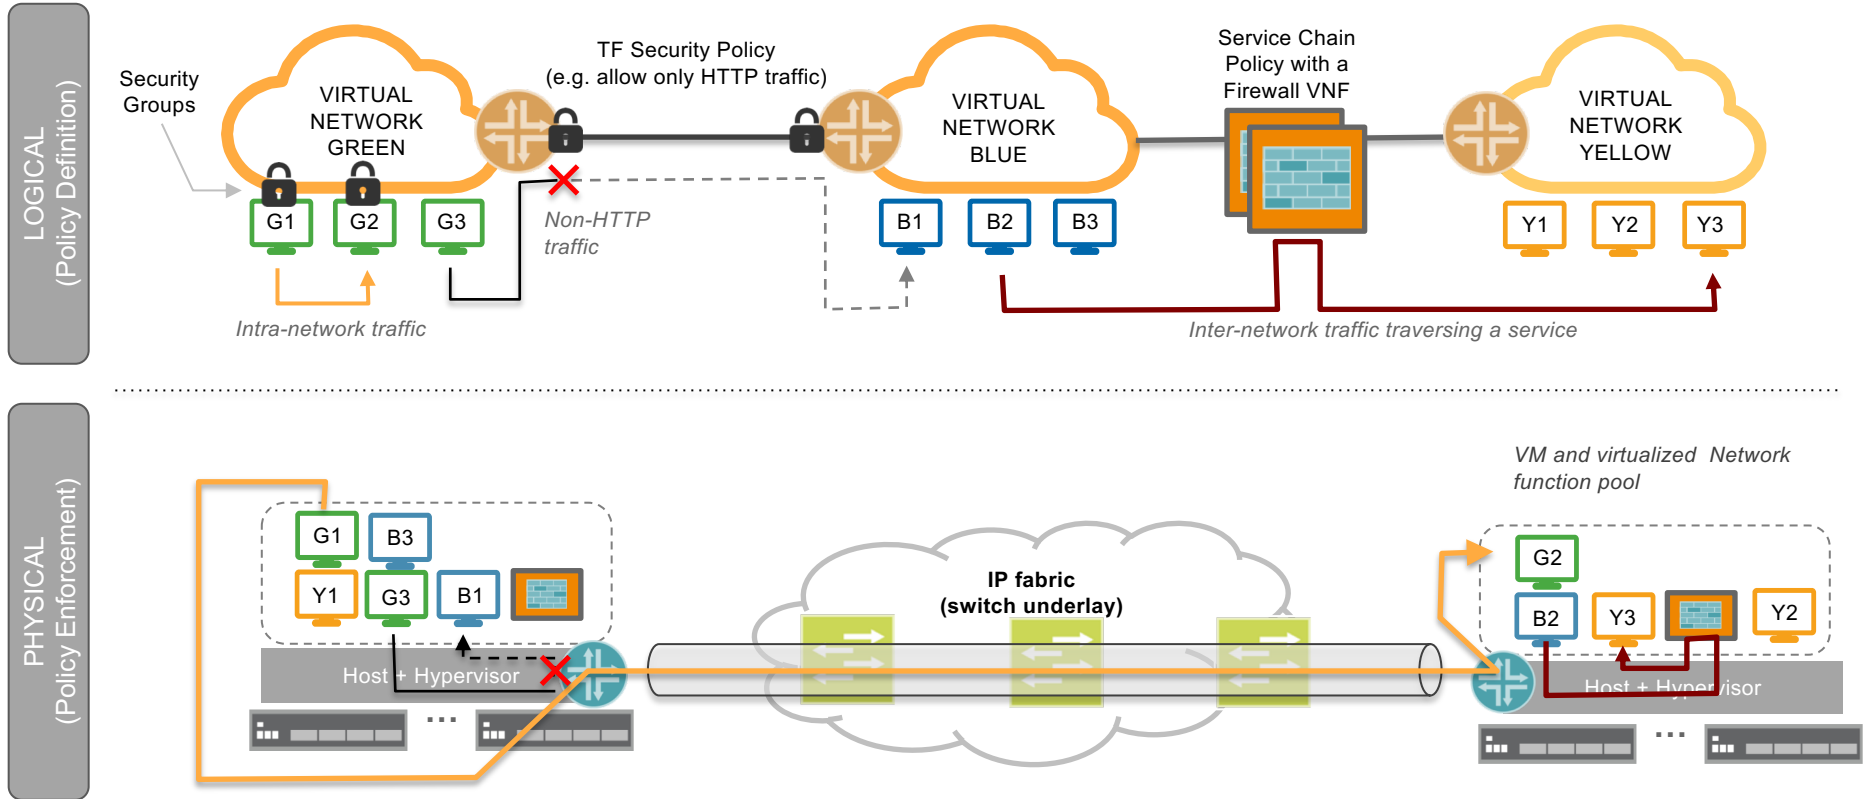 LOGICAL
(Policy Definition)
Security
Groups
VIRTUAL
NETWORK
GREEN
TF Security Policy
(e.g. allow only HTTP traffic)
VIRTUAL
NETWORK
BLUE
Service Chain
Policy with a
Firewall VNF
VIRTUAL
NETWORK
YELLOW
G1
G2
G3
Non-HTTP
traffic
B1
B2
B3
Y1
Y2
Y3
Intra-network traffic
Inter-network traffic traversing a service
PHYSICAL
(Policy Enforcement)
VM and virtualized Network
function pool
G1
B3
Y1
G3
B1
IP fabric
(switch underlay)
G2
B2
Y3
Y2
Host + Hypervisor
Host + Hypervisor
...
...